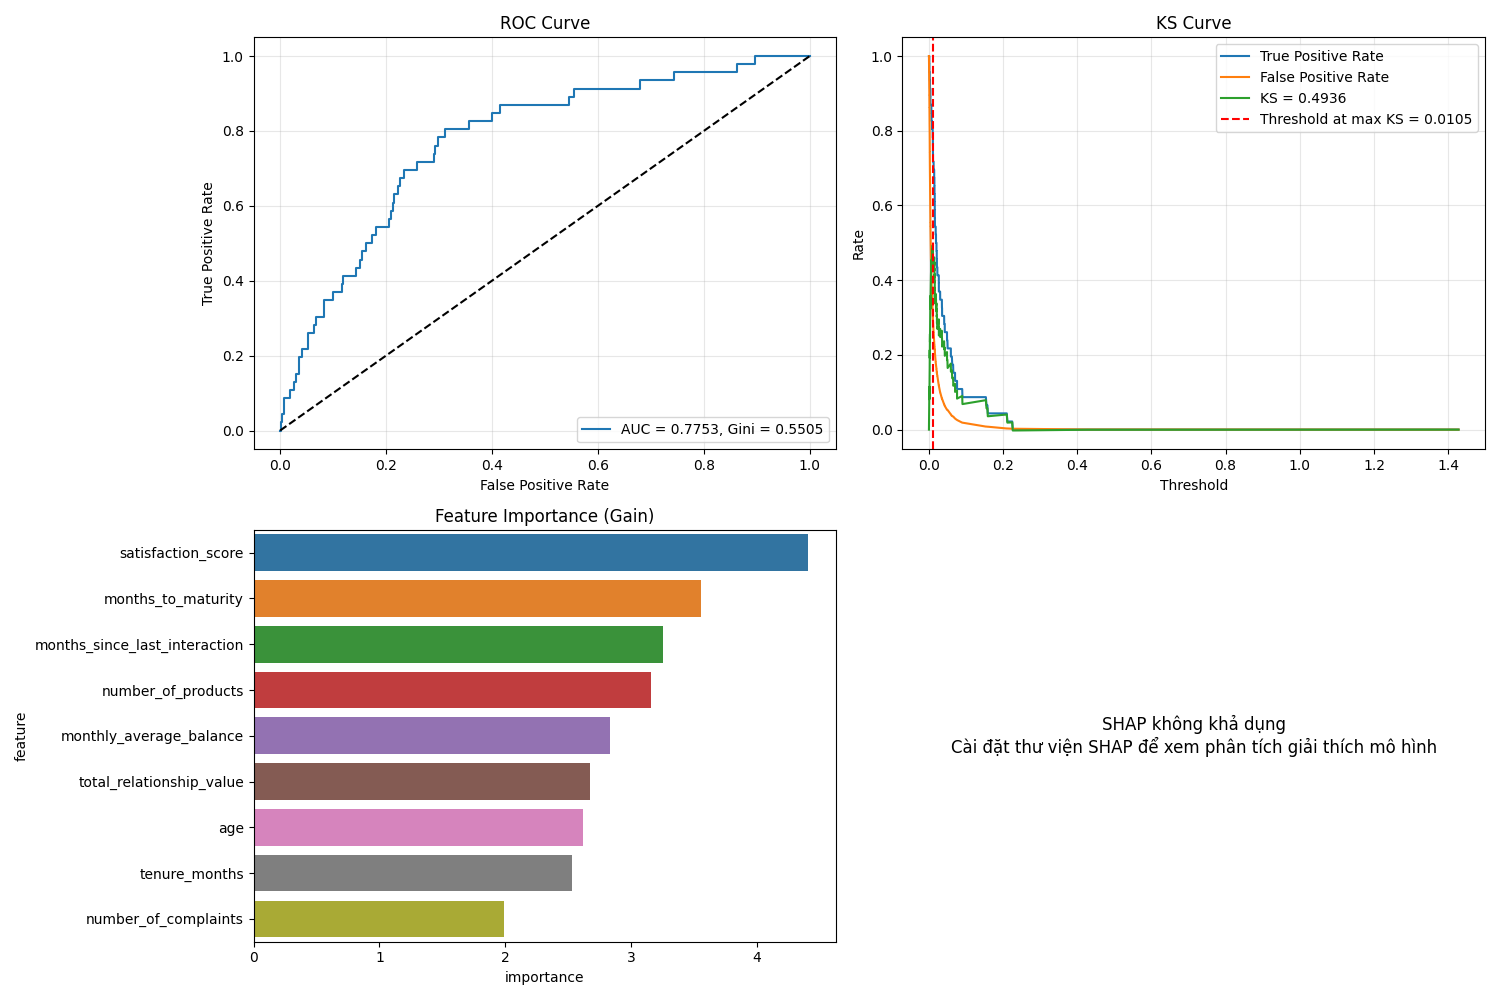 ROC Curve
1.0
0.8
0.6
0.4
0.2
0.0
True Positive Rate
AUC = 0.7753, Gini = 0.5505
0.0 0.2 0.4 0.6 0.8 1.0
False Positive Rate
KS Curve
1.0
0.8
0.6
0.4
0.2
0.0
Rate
True Positive Rate
False Positive Rate
KS = 0.4936
Threshold at max KS = 0.0105
0.0 0.2 0.4 0.6 0.8 1.0 1.2 1.4
Threshold
Feature Importance (Gain)
feature
satisfaction_score
months_to_maturity
months_since_last_interaction
number_of_products
monthly_average_balance
total_relationship_value
age
tenure_months
number_of_complaints
0 1 2 3 4
importance
SHAP không khả dụng
Cài đặt thư viện SHAP để xem phân tích giải thích mô hình